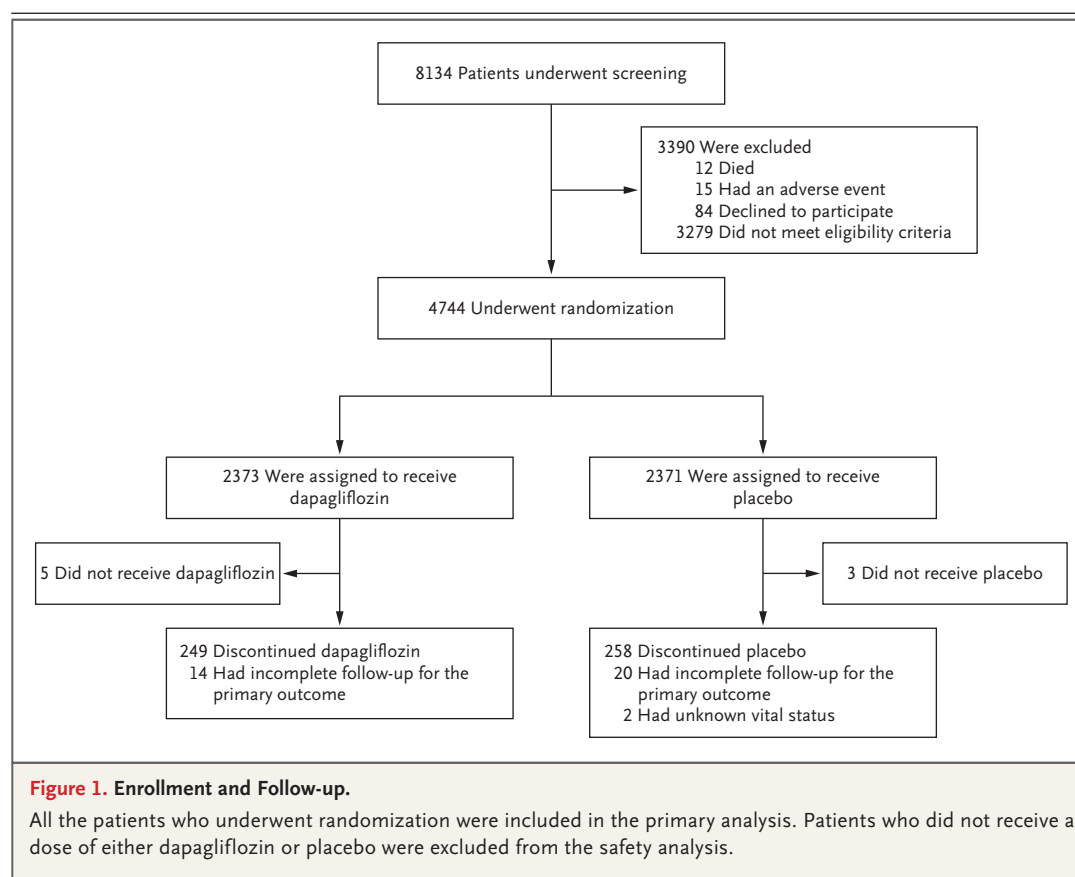 8134 Patients underwent screening
3390 Were excluded
12 Died
15 Had an adverse event
84 Declined to participate
3279 Did not meet eligibility criteria
4744 Underwent randomization
2373 Were assigned to receive
dapagliflozin
2371 Were assigned to receive
placebo
5 Did not receive dapagliflozin
3 Did not receive placebo
249 Discontinued dapagliflozin
14 Had incomplete follow-up for the
primary outcome
258 Discontinued placebo
20 Had incomplete follow-up for the
primary outcome
2 Had unknown vital status
Figure 1. Enrollment and Follow-up.
All the patients who underwent randomization were included in the primary analysis. Patients who did not receive a
dose of either dapagliflozin or placebo were excluded from the safety analysis.